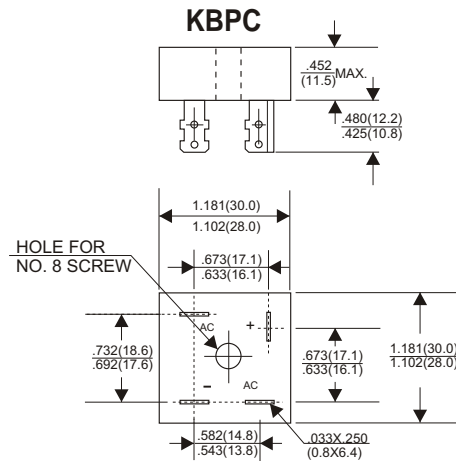 KBPC
.452
(11.5)
MAX.
.480(12.2)
.425(10.8)
1.181(30.0)
1.102(28.0)
HOLE FOR
NO. 8 SCREW
.673(17.1)
.633(16.1)
AC
+
.732(18.6)
.692(17.6)
.673(17.1)
.633(16.1)
1.181(30.0)
1.102(28.0)
-
AC
.582(14.8)
.543(13.8)
.033X.250
(0.8X6.4)